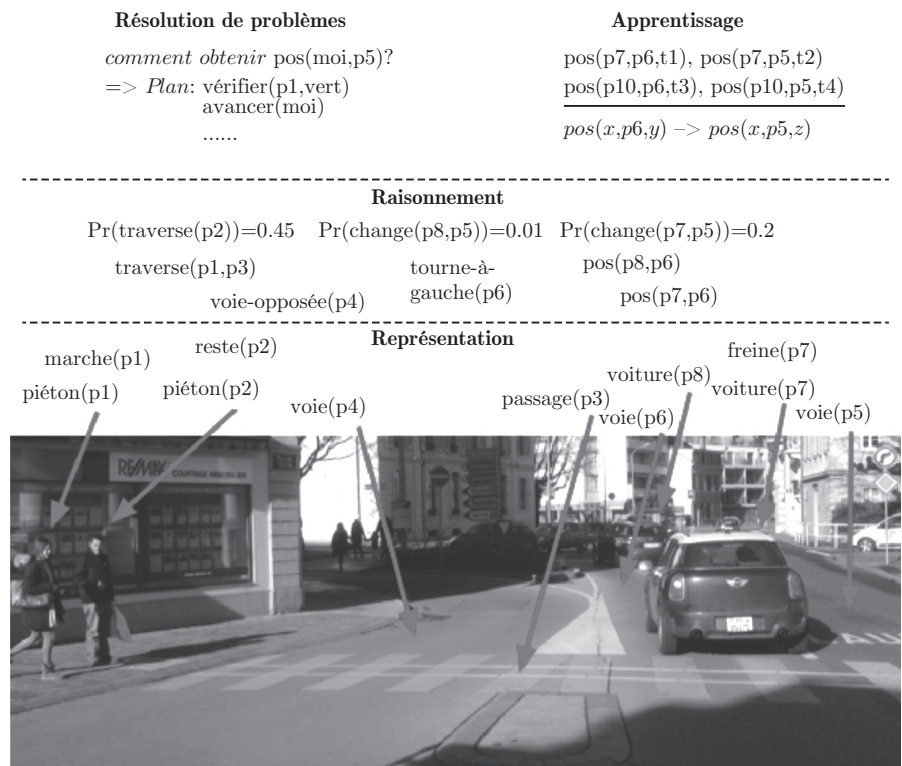 Résolution de problèmes
comment obtenir pos(moi,p5)?
=> Plan: vérifier(p1,vert)
avancer(moi)
......
Apprentissage
pos(p7,p6,t1), pos(p7,p5,t2)
pos(p10,p6,t3), pos(p10,p5,t4)
pos(x,p6,y) –> pos(x,p5,z)
Raisonnement
Pr(traverse(p2))=0.45 Pr(change(p8,p5))=0.01 Pr(change(p7,p5))=0.2
traverse(p1,p3)
tourne-à-
gauche(p6)
pos(p8,p6)
voie-opposée(p4)
pos(p7,p6)
Représentation
marche(p1)
reste(p2)
freine(p7)
piéton(p1)
piéton(p2)
voiture(p8)
voiture(p7)
voie(p4)
passage(p3)
voie(p6)
voie(p5)
RE/MAX COURTAGE IMMOBILIER